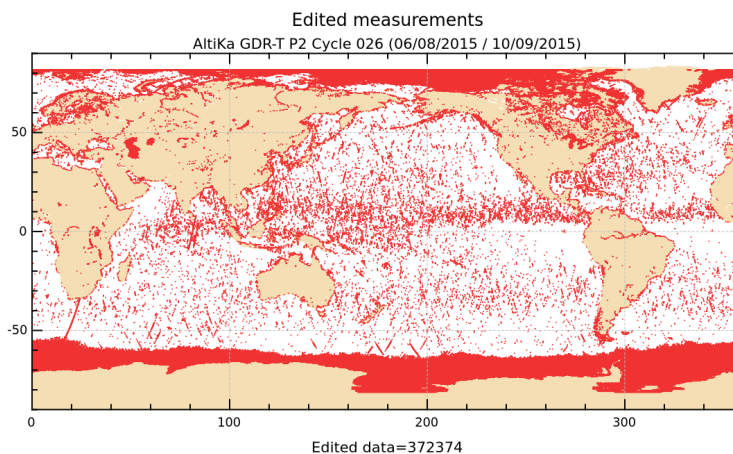 Edited measurements
AltiKa GDR-T P2 Cycle 026 (06/08/2015 / 10/09/2015)
50
0
-50
0 100 200 300
Edited data=372374